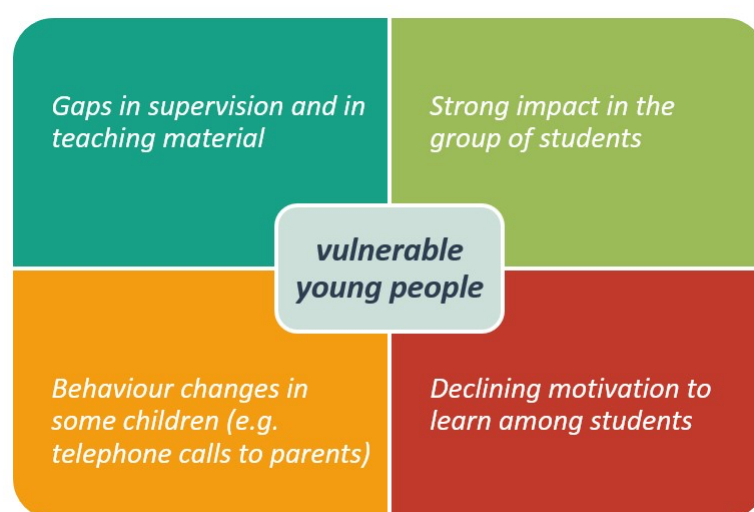 Gaps in supervision and in
teaching material
Strong impact in the
group of students
vulnerable
young people
Behaviour changes in
some children (e.g.
telephone calls to parents)
Declining motivation to
learn among students